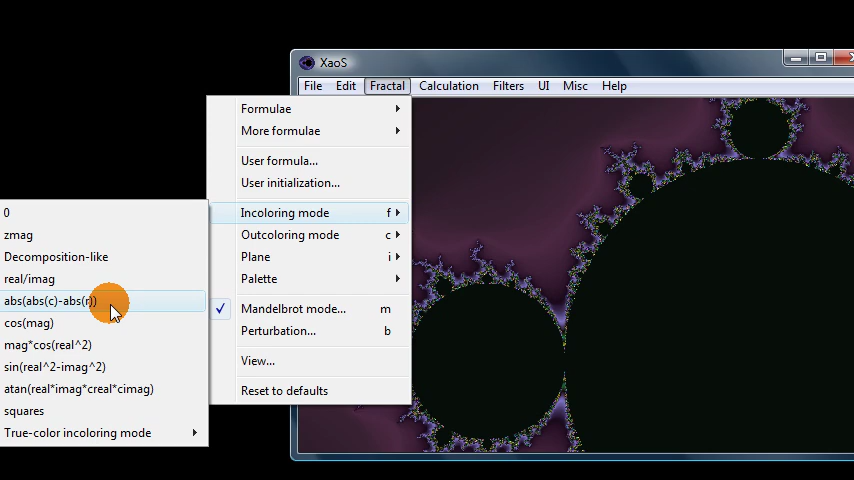 XaoS
File Edit Fractal Calculation Filters UI Misc Help
Formulae
More formulae
User formula...
User initialization...
Incoloring mode f
Outcoloring mode c
Plane i
Palette
Mandelbrot mode... m
Perturbation... b
View...
Reset to defaults
0
zmag
Decomposition-like
real/imag
abs(abs(c)-abs(r))
cos(mag)
mag*cos(real^2)
sin(real^2-imag^2)
atan(real*imag*creal*cimag)
squares
True-color incoloring mode